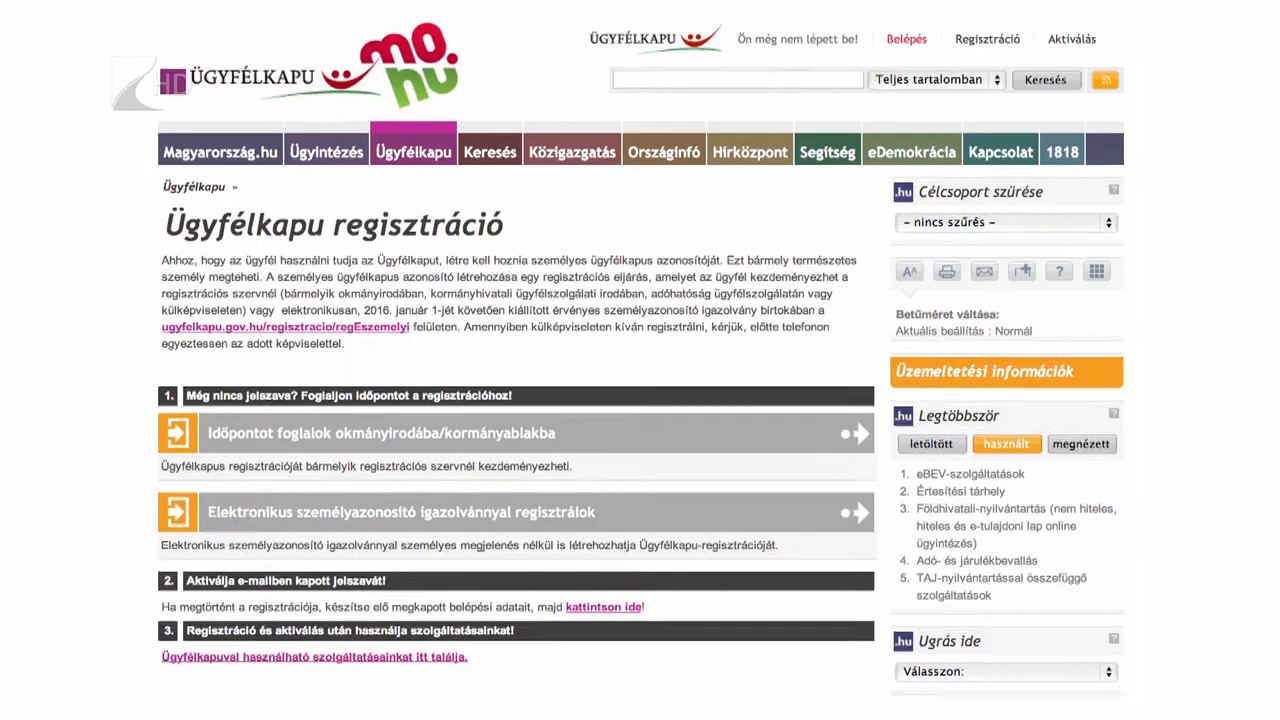 ÜGYFÉLKAPU
Ön még nem lépett be!
Belépés
Regisztráció
Aktiválás
HD
ÜGYFÉLKAPU
mo.
hu
Teljes tartalomban
Keresés
Magyarország.hu
Ügyintézés
Ügyfélkapu
Keresés
Közigazgatás
Országinfó
Hírközpont
Segítség
eDemokrácia
Kapcsolat
1818
Ügyfélkapu »
Ügyfélkapu regisztráció
Ahhoz, hogy az ügyfél használni tudja az Ügyfélkaput, létre kell hoznia személyes ügyfélkapus azonosítóját. Ezt bármely természetes
személy megteheti. A személyes ügyfélkapus azonosító létrehozása egy regisztrációs eljárás, amelyet az ügyfél kezdeményezhet a
regisztrációs szervnél (bármelyik okmányirodában, kormányhivatali ügyfélszolgálati irodában, adóhatóság ügyfélszolgálatán vagy
külképviseleten) vagy elektronikusan, 2016. január 1-jét követően kiállított érvényes személyazonosító igazolvány birtokában a
ugyfelkapu.gov.hu/regisztracio/regEszemelyi felületen. Amennyiben külképviseleten kíván regisztrálni, kérjük, előtte telefonon
egyeztessen az adott képviselettel.
1. Még nincs jelszava? Foglaljon időpontot a regisztrációhoz!
Időpontot foglalok okmányirodába/kormányablakba
Ügyfélkapus regisztrációját bármelyik regisztrációs szervnél kezdeményezheti.
Elektronikus személyazonosító igazolvánnyal regisztrálok
Elektronikus személyazonosító igazolvánnyal személyes megjelenés nélkül is létrehozhatja Ügyfélkapu-regisztrációját.
2. Aktiválja e-mailben kapott jelszavát!
Ha megtörtént a regisztrációja, készítse elő megkapott belépési adatait, majd kattintson ide!
3. Regisztráció és aktiválás után használja szolgáltatásainkat!
Ügyfélkapuval használható szolgáltatásainkat itt találja.
.hu Célcsoport szűrése ?
– nincs szűrés –
AA
?
Betűméret váltása:
Aktuális beállítás : Normál
Üzemeltetési információk
.hu Legtöbbször ?
letöltött
használt
megnézett
1. eBEV-szolgáltatások
2. Értesítési tárhely
3. Földhivatali-nyilvántartás (nem hiteles,
hiteles és e-tulajdoni lap online
ügyintézés)
4. Adó- és járulékbevallás
5. TAJ-nyilvántartással összefüggő
szolgáltatások
.hu Ugrás ide ?
Válasszon: